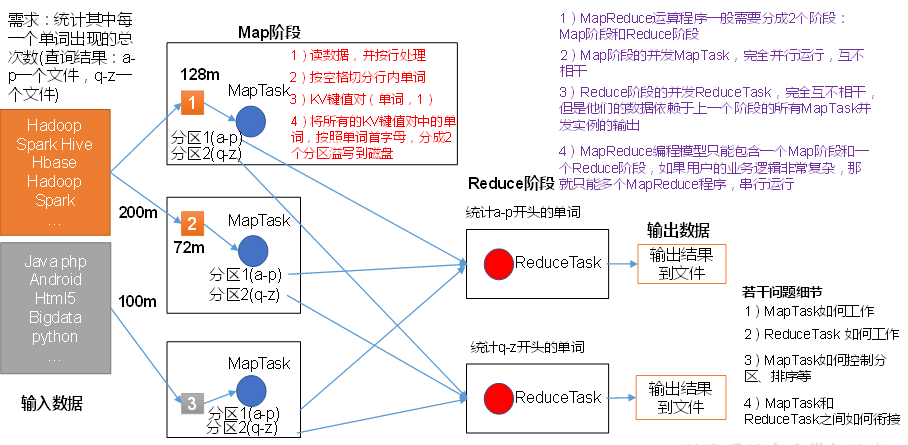 需求：统计其中每
一个单词出现的总
次数(查询结果：a-
p一个文件，q-z一
个文件)
Hadoop
Spark Hive
Hbase
Hadoop
Spark
...
200m
Java php
Android
Html5
Bigdata
python
...
100m
输入数据
Map阶段
128m
1
MapTask
分区1(a-p)
分区2(q-z)
1）读数据，并按行处理
2）按空格切分行内单词
3）KV键值对（单词，1）
4）将所有的KV键值对中的单
词，按照单词首字母，分成2
个分区溢写到磁盘
2
72m
MapTask
分区1(a-p)
分区2(q-z)
3
MapTask
分区1(a-p)
分区2(q-z)
1）MapReduce运算程序一般需要分成2个阶段：
Map阶段和Reduce阶段
2）Map阶段的并发MapTask，完全并行运行，互不
相干
3）Reduce阶段的并发ReduceTask，完全互不相干，
但是他们的数据依赖于上一个阶段的所有MapTask并
发实例的输出
4）MapReduce编程模型只能包含一个Map阶段和一
个Reduce阶段，如果用户的业务逻辑非常复杂，那
就只能多个MapReduce程序，串行运行
Reduce阶段
统计a-p开头的单词
ReduceTask
输出数据
输出结果
到文件
统计q-z开头的单词
ReduceTask
输出结果
到文件
若干问题细节
1）MapTask如何工作
2）ReduceTask 如何工作
3）MapTask如何控制分
区、排序等
4）MapTask和
ReduceTask之间如何衔接